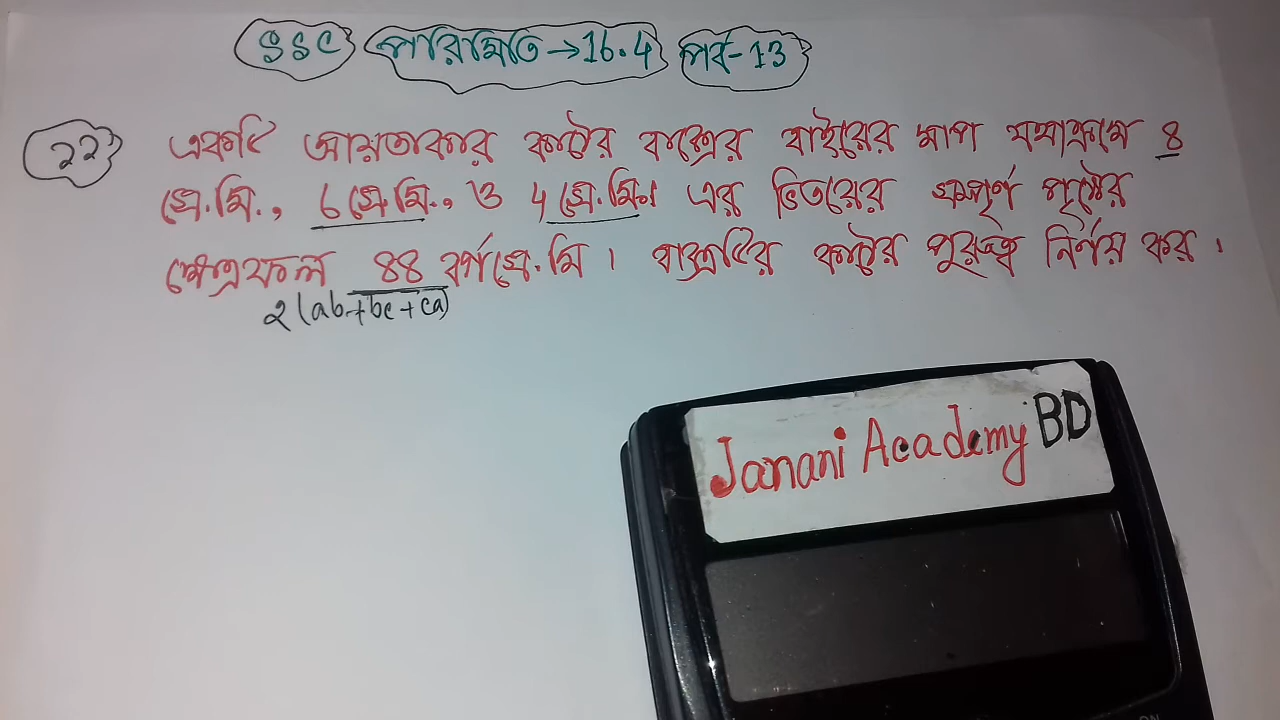 SSC পরিমিতি→16.4 পর্ব-13
22 একটি আয়তাকার কাঠের বাক্সের বাইরের মাপ যথাক্রমে 8
সে.মি., 6 সে.মি., ও 4 সে.মি.। এর ভিতরের সম্পূর্ণ পৃষ্ঠের
ক্ষেত্রফল 88 বর্গসে.মি। বাক্সটির কাঠের পুরুত্ব নির্ণয় কর।
2(ab+bc+ca)
Janani Academy BD
ON